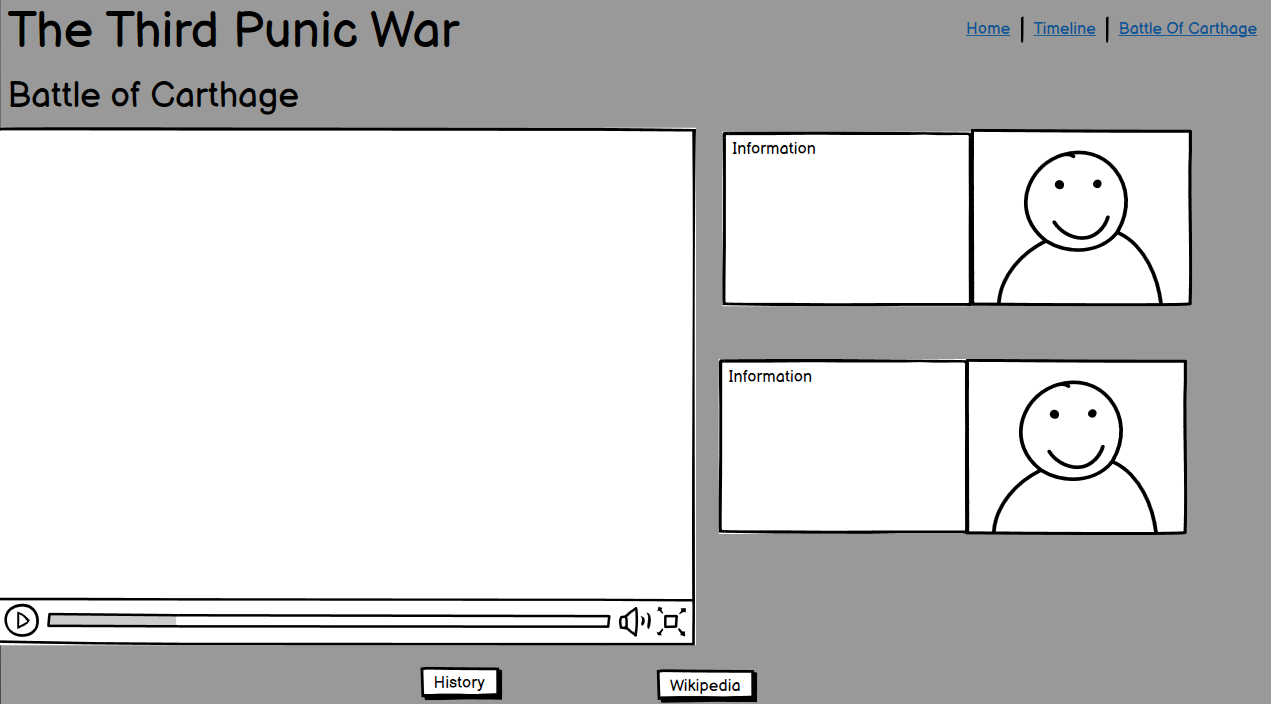 The Third Punic War
Home | Timeline | Battle Of Carthage
Battle of Carthage
Information
Information
History
Wikipedia